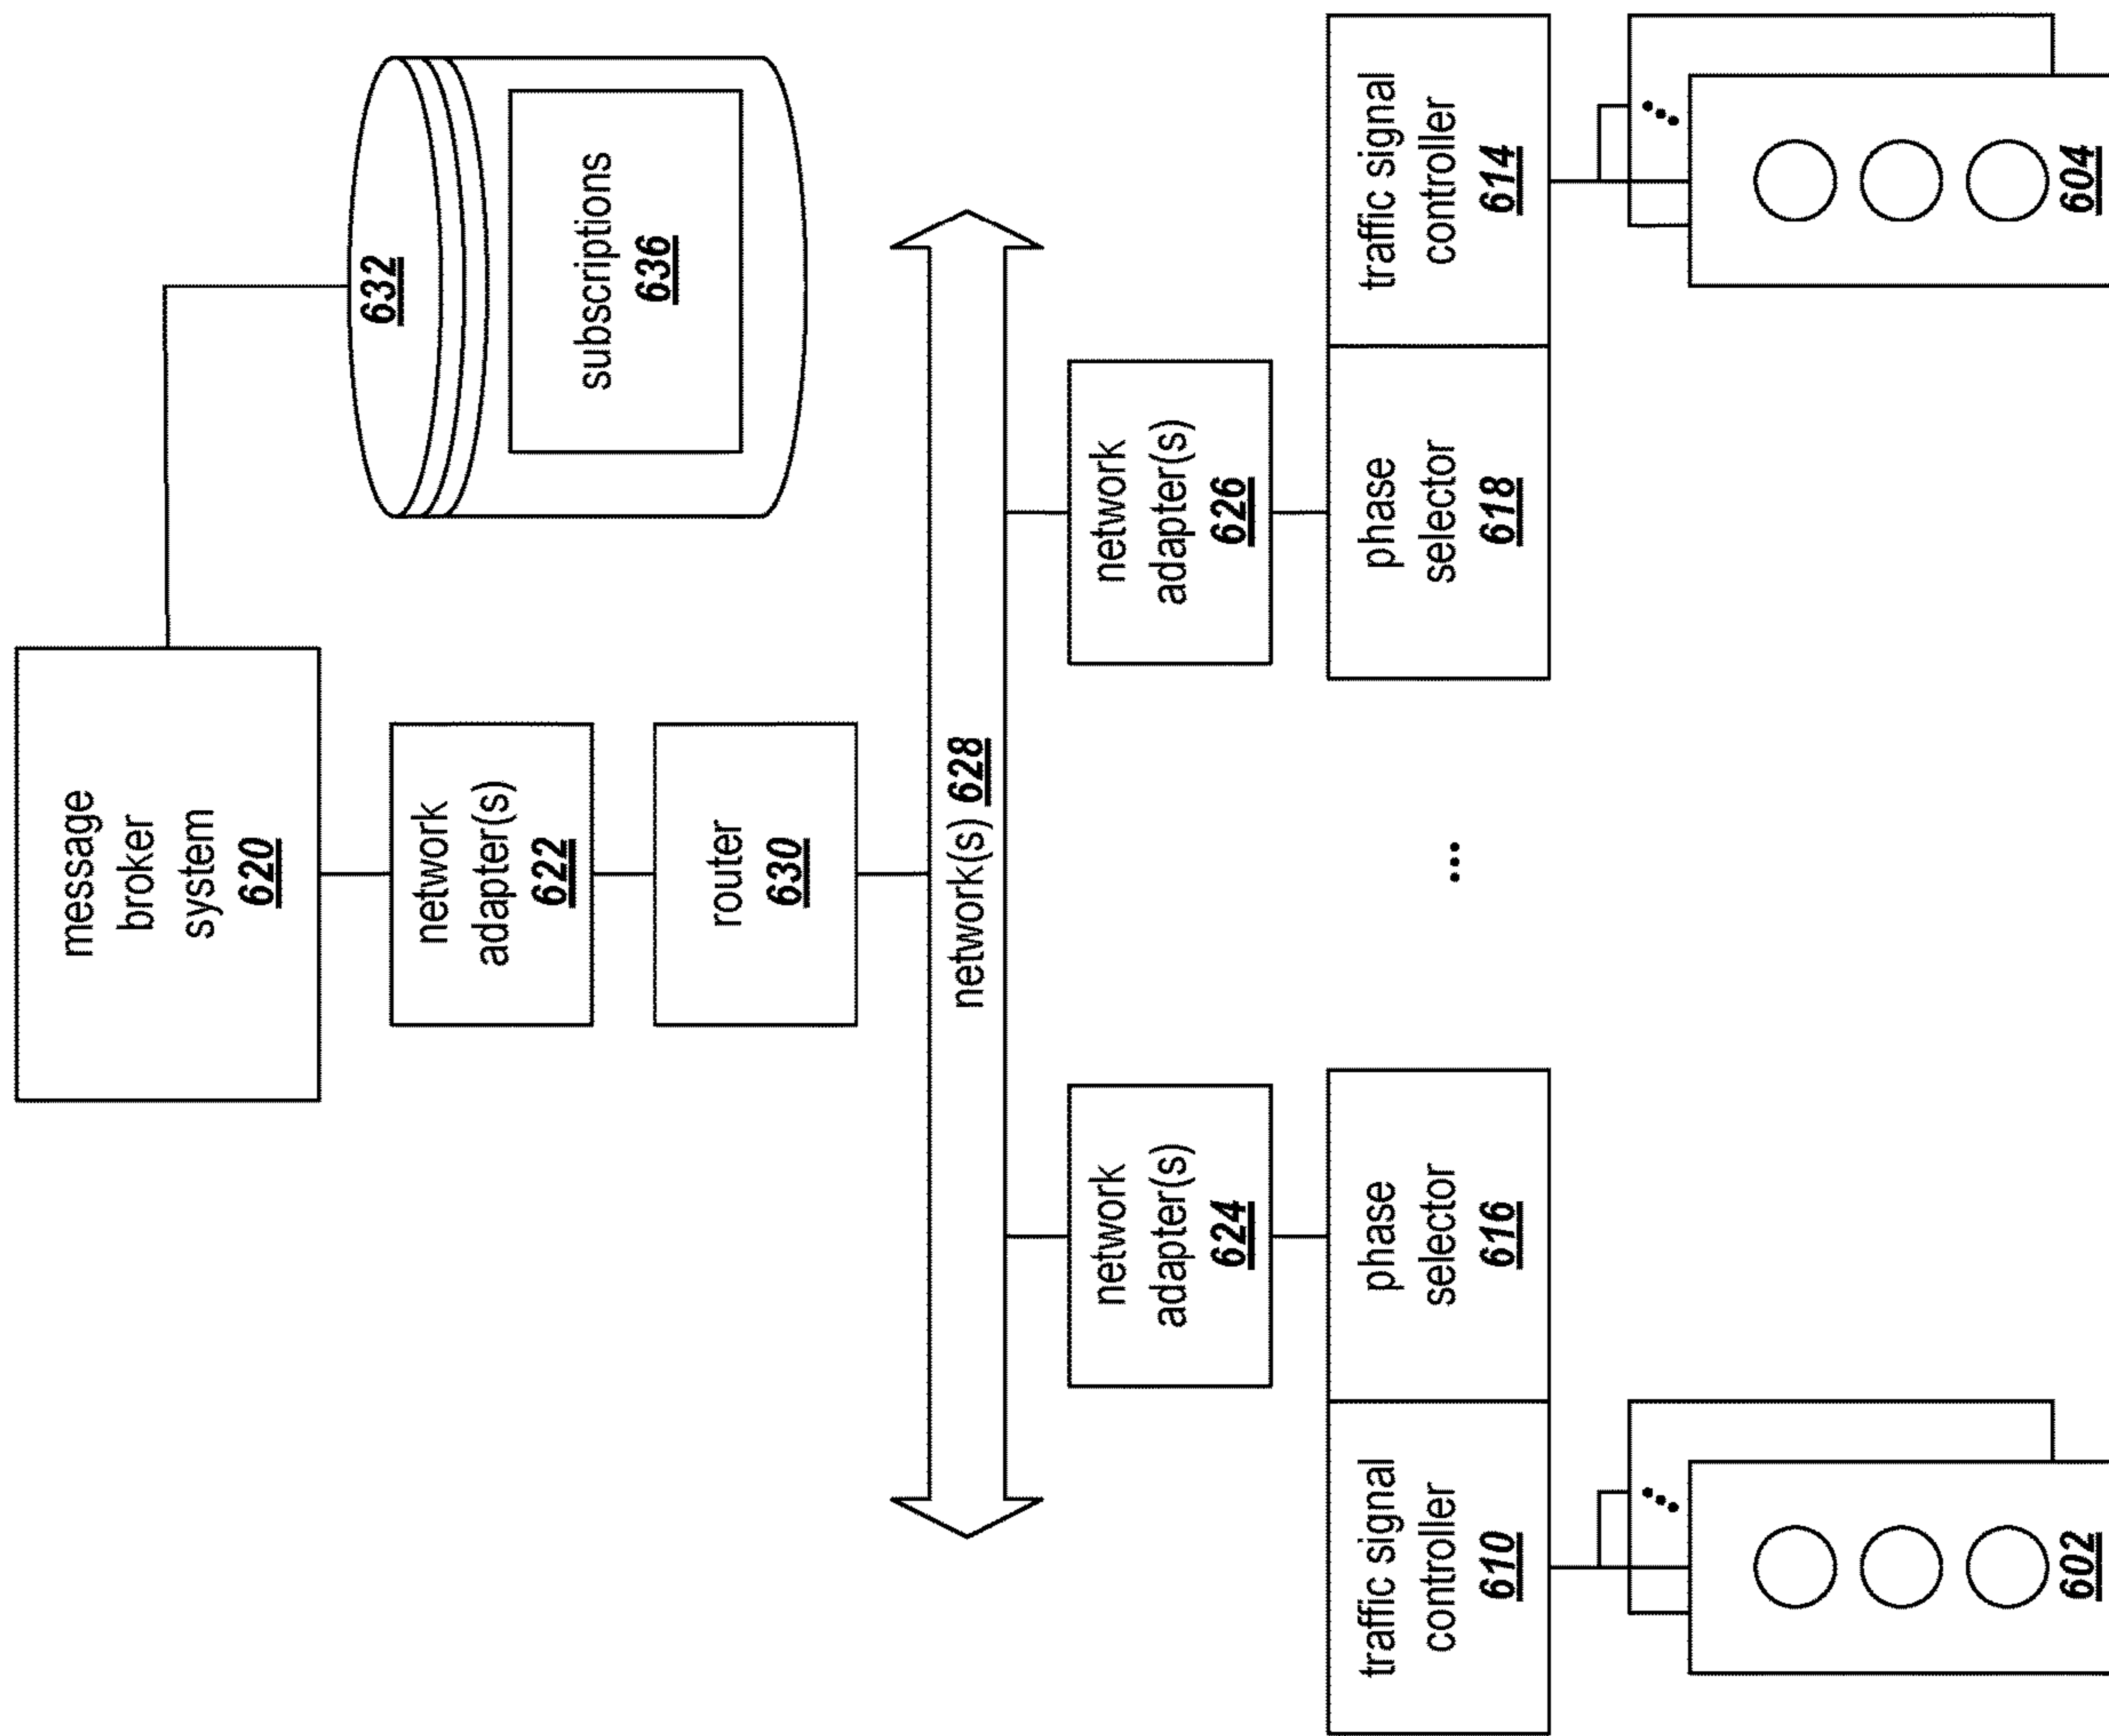 message
broker
system
620
632
subscriptions
636
network
adapter(s)
622
router
630
network(s) 628
network
adapter(s)
624
network
adapter(s)
626
traffic signal
controller
610
phase
selector
616
...
phase
selector
618
traffic signal
controller
614
602
604